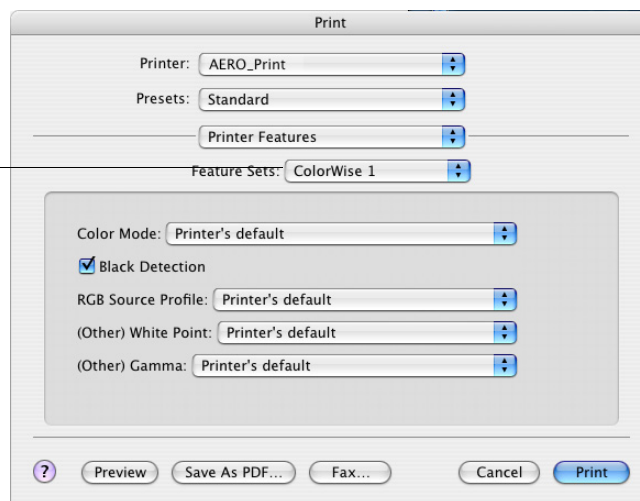 Print
Printer: AERO_Print
Presets: Standard
Printer Features
Feature Sets: ColorWise 1
Color Mode: Printer's default
Black Detection
RGB Source Profile: Printer's default
(Other) White Point: Printer's default
(Other) Gamma: Printer's default
? Preview Save As PDF... Fax... Cancel Print